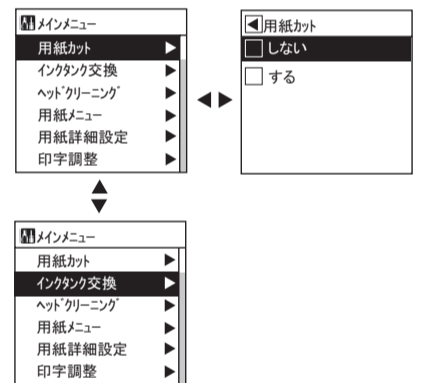 メインメニュー
用紙カット
インクタンク交換
ヘッドクリーニング
用紙メニュー
用紙詳細設定
印字調整
用紙カット
しない
する
メインメニュー
用紙カット
インクタンク交換
ヘッドクリーニング
用紙メニュー
用紙詳細設定
印字調整